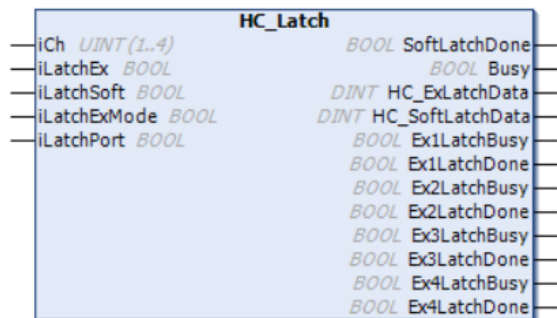 HC_Latch
iCh UINT(1..4) BOOL SoftLatchDone
iLatchEx BOOL BOOL Busy
iLatchSoft BOOL DINT HC_ExLatchData
iLatchExMode BOOL DINT HC_SoftLatchData
iLatchPort BOOL BOOL Ex1LatchBusy
BOOL Ex1LatchDone
BOOL Ex2LatchBusy
BOOL Ex2LatchDone
BOOL Ex3LatchBusy
BOOL Ex3LatchDone
BOOL Ex4LatchBusy
BOOL Ex4LatchDone